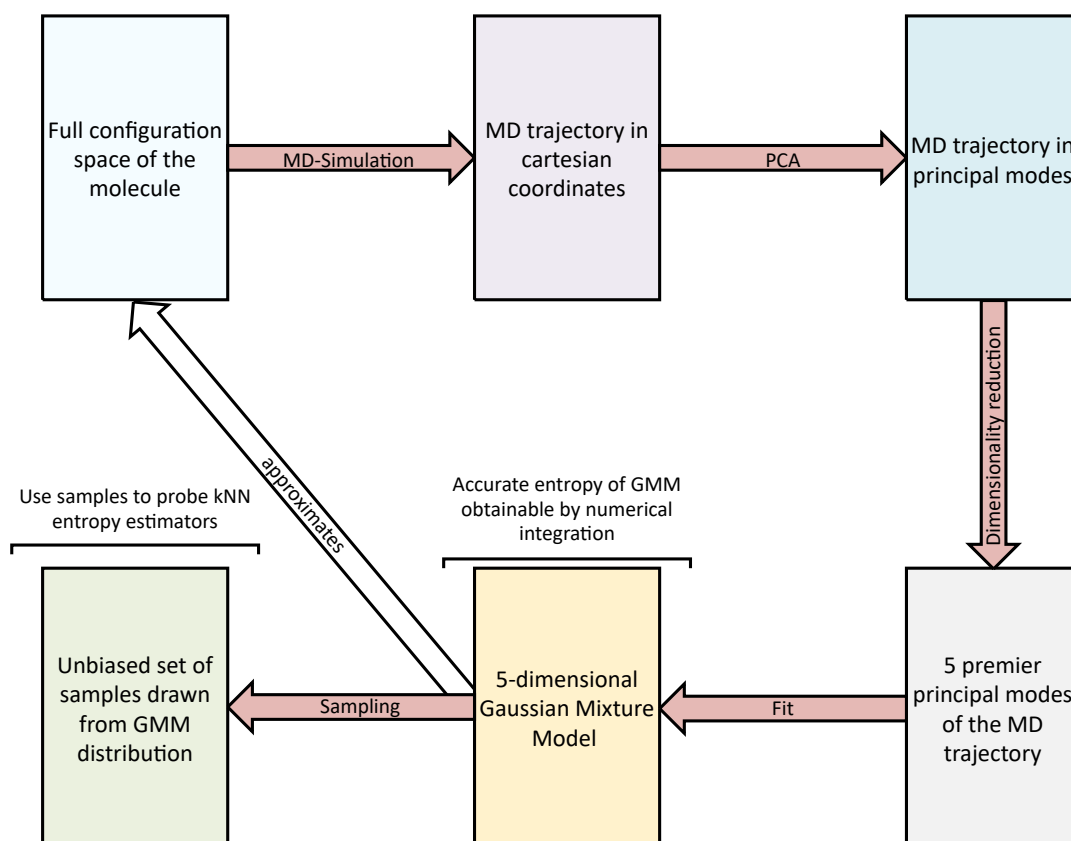 Full configuration
space of the
molecule
MD-Simulation
MD trajectory in
cartesian
coordinates
PCA
MD trajectory in
principal modes
Dimensionality reduction
approximates
Use samples to probe kNN
entropy estimators
Accurate entropy of GMM
obtainable by numerical
integration
Unbiased set of
samples drawn
from GMM
distribution
Sampling
5-dimensional
Gaussian Mixture
Model
Fit
5 premier
principal modes
of the MD
trajectory